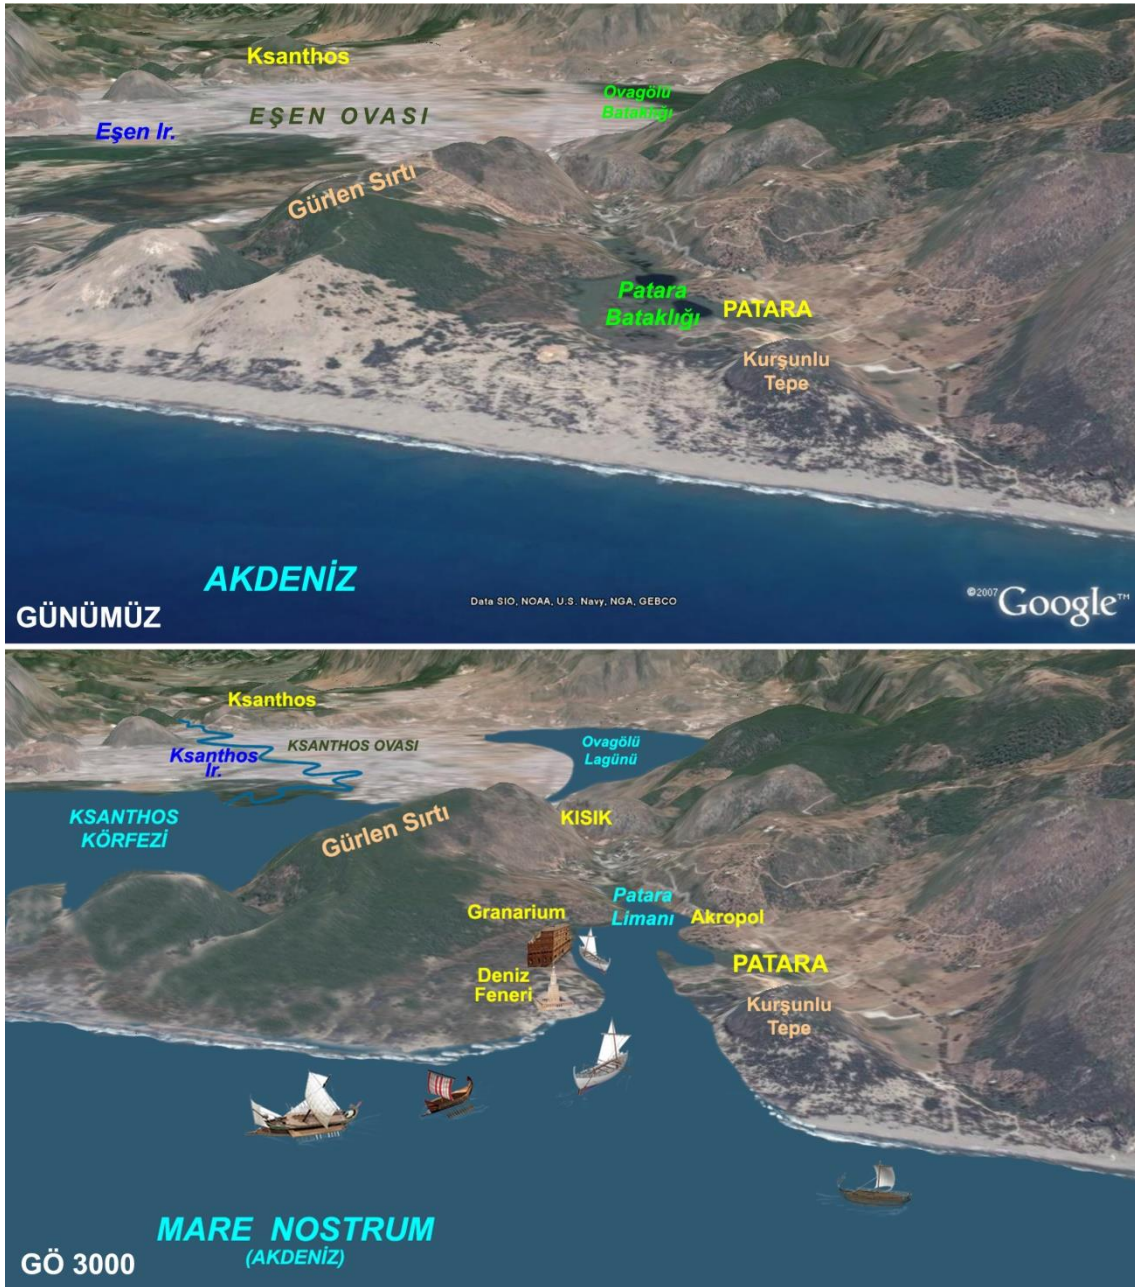 Ksanthos
Ovagölü
Bataklığı
EŞEN OVASI
Eşen Ir.
Gürlen Sırtı
Patara
Bataklığı
PATARA
Kurşunlu
Tepe
AKDENİZ
GÜNÜMÜZ
Data SIO, NOAA, U.S. Navy, NGA, GEBCO
©2007 Google™
Ksanthos
Ksanthos
Ir.
KSANTHOS OVASI
Ovagölü
Lagünü
KSANTHOS
KÖRFEZİ
Gürlen Sırtı
KISIK
Patara
Limanı
Granarium
Akropol
Deniz
Feneri
PATARA
Kurşunlu
Tepe
MARE NOSTRUM
(AKDENİZ)
GÖ 3000